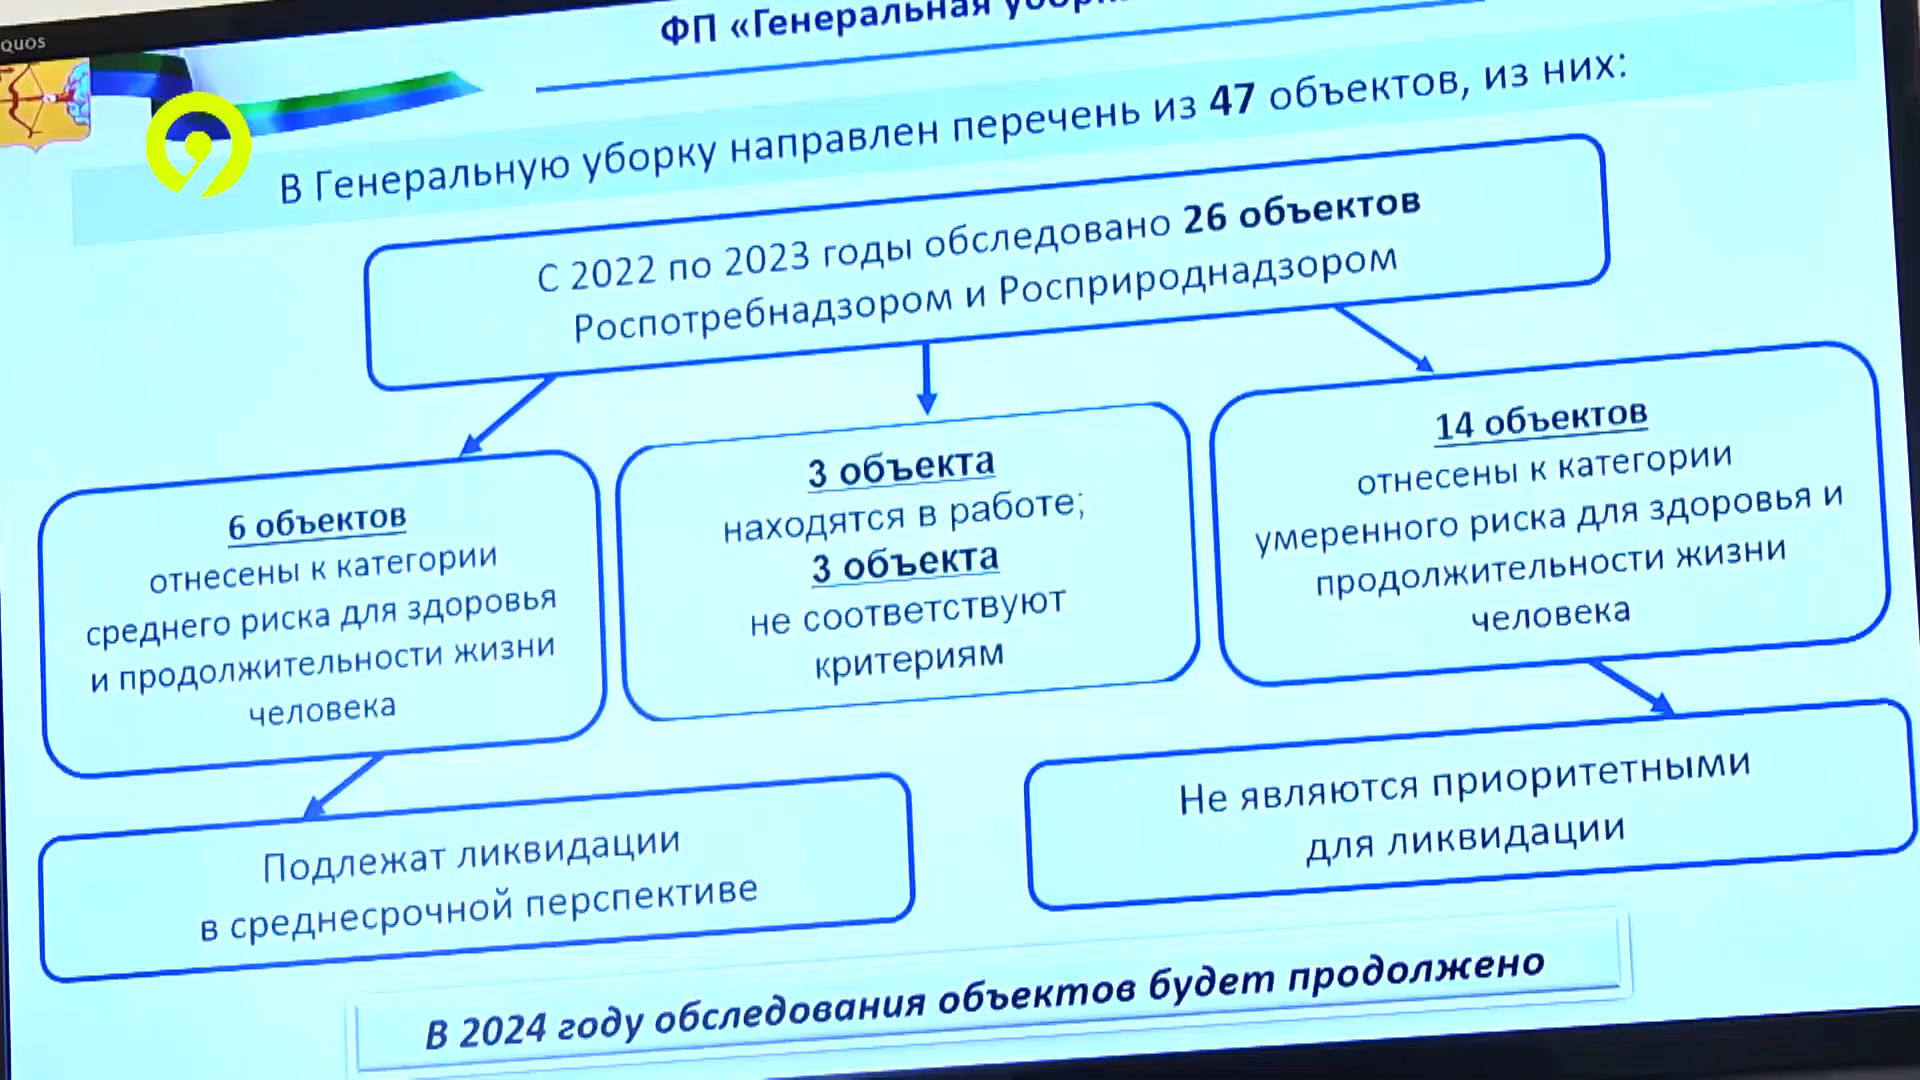 QUOS
ФП «Генеральная
В Генеральную уборку направлен перечень из 47 объектов, из них:
С 2022 по 2023 годы обследовано 26 объектов
Роспотребнадзором и Росприроднадзором
6 объектов
отнесены к категории
среднего риска для здоровья
и продолжительности жизни
человека
3 объекта
находятся в работе;
3 объекта
не соответствуют
критериям
14 объектов
отнесены к категории
умеренного риска для здоровья и
продолжительности жизни
человека
Подлежат ликвидации
в среднесрочной перспективе
Не являются приоритетными
для ликвидации
В 2024 году обследования объектов будет продолжено